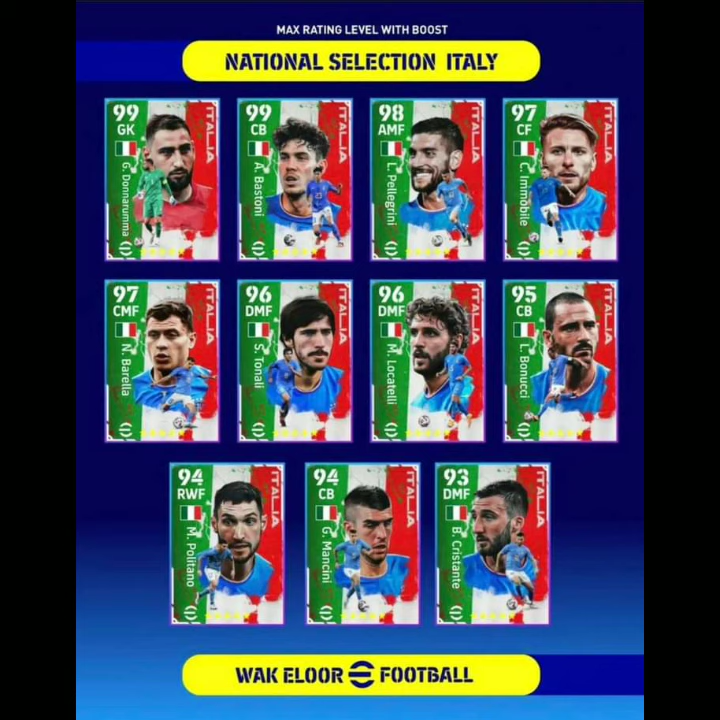 MAX RATING LEVEL WITH BOOST
NATIONAL SELECTION ITALY
99
GK
G. Donnarumma
ITALIA
99
CB
A. Bastoni
ITALIA
98
AMF
L. Pellegrini
ITALIA
97
CF
C. Immobile
ITALIA
97
CMF
N. Barella
ITALIA
96
DMF
S. Tonali
ITALIA
96
DMF
M. Locatelli
ITALIA
95
CB
L. Bonucci
ITALIA
94
RWF
M. Politano
ITALIA
94
CB
G. Mancini
ITALIA
93
DMF
B. Cristante
ITALIA
WAK ELOOR FOOTBALL